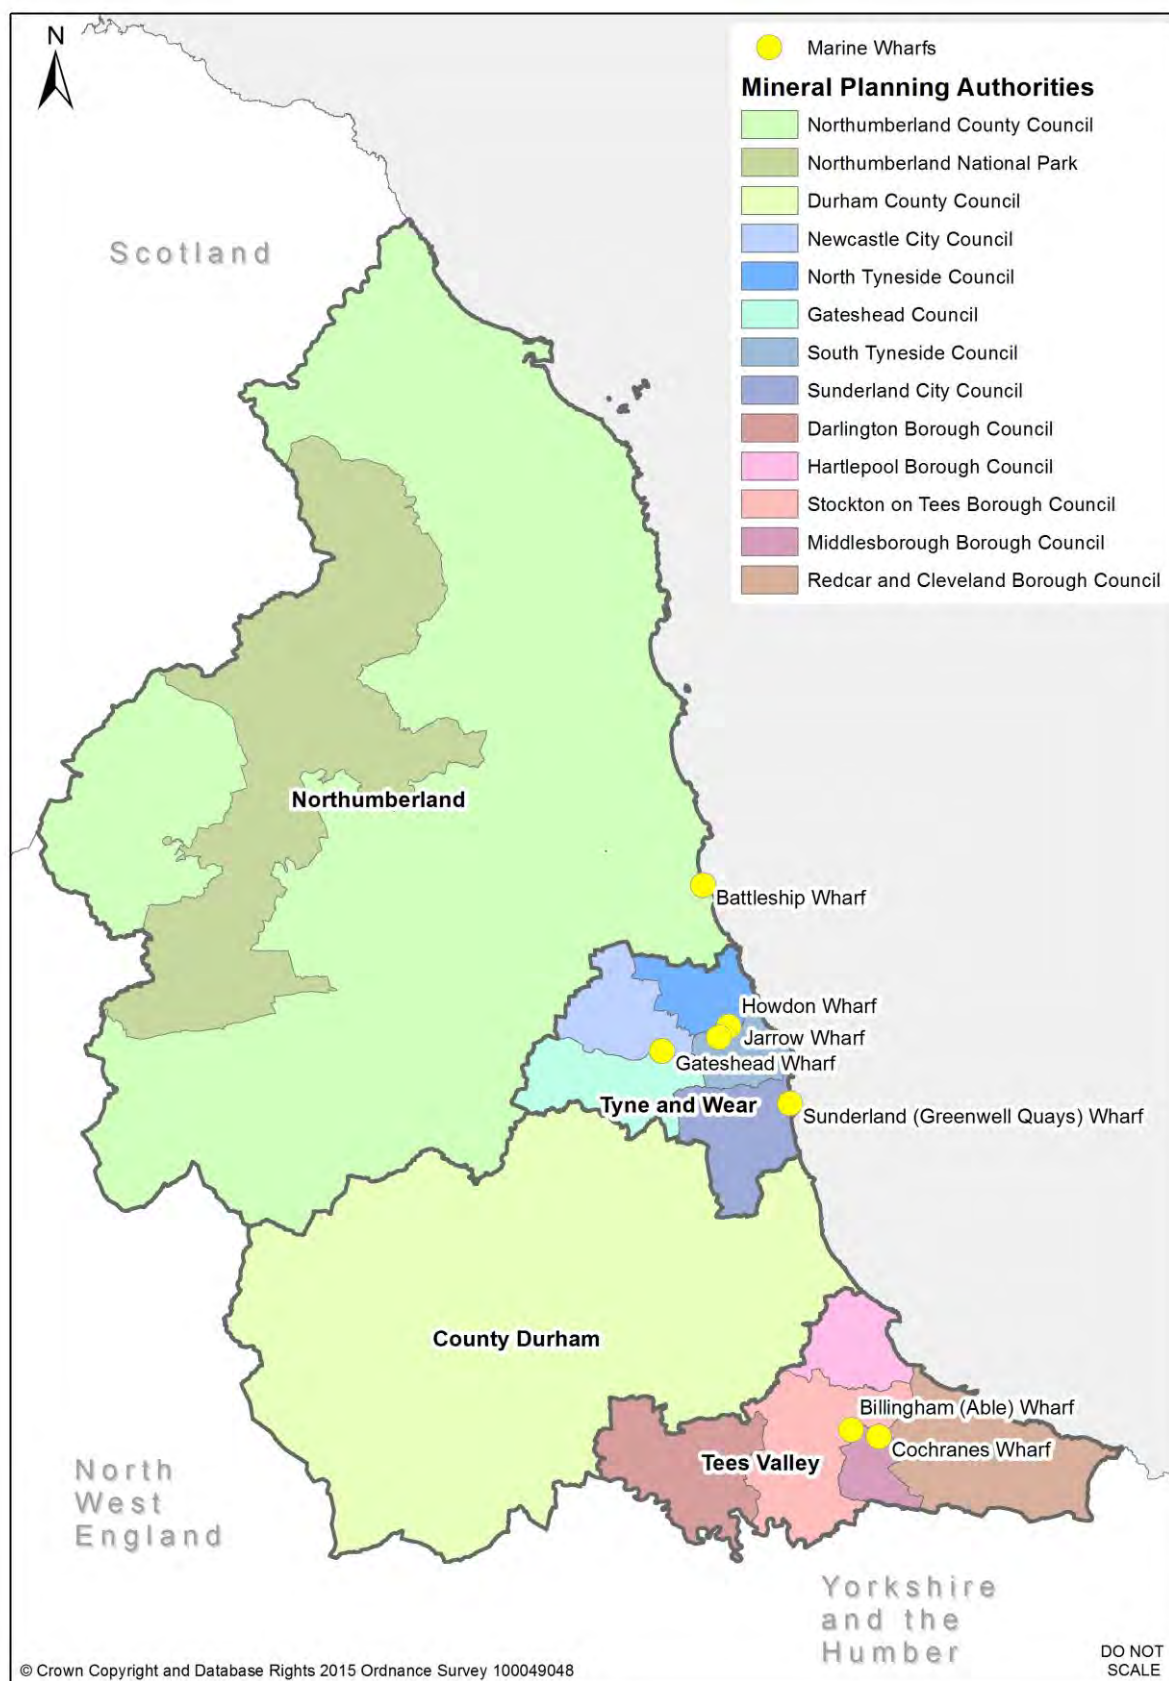 N
Marine Wharfs
Mineral Planning Authorities
Northumberland County Council
Northumberland National Park
Durham County Council
Newcastle City Council
North Tyneside Council
Gateshead Council
South Tyneside Council
Sunderland City Council
Darlington Borough Council
Hartlepool Borough Council
Stockton on Tees Borough Council
Middlesborough Borough Council
Redcar and Cleveland Borough Council
Scotland
Northumberland
Battleship Wharf
Howdon Wharf
Jarrow Wharf
Gateshead Wharf
Tyne and Wear
Sunderland (Greenwell Quays) Wharf
County Durham
Billingham (Able) Wharf
Cochranes Wharf
Tees Valley
North
West
England
Yorkshire
and the
Humber
DO NOT
SCALE
© Crown Copyright and Database Rights 2015 Ordnance Survey 100049048